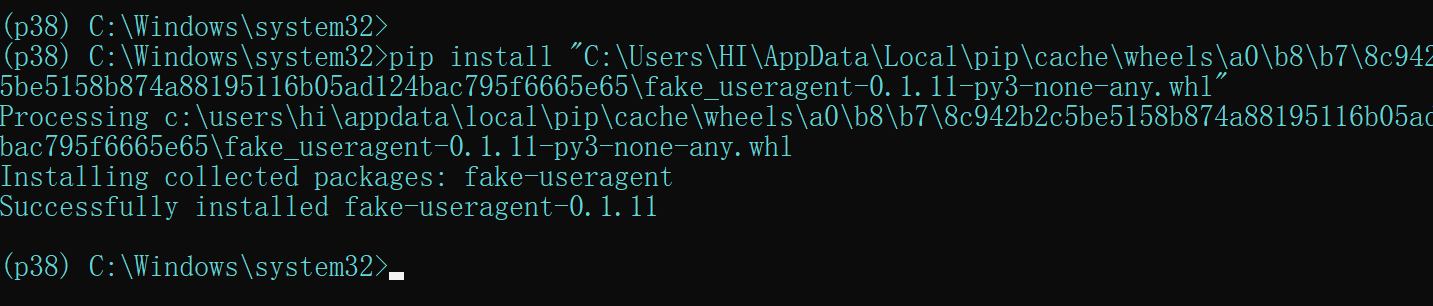 (p38) C:\Windows\system32>
(p38) C:\Windows\system32>pip install "C:\Users\HI\AppData\Local\pip\cache\wheels\a0\b8\b7\8c942
5be5158b874a88195116b05ad124bac795f6665e65\fake_useragent-0.1.11-py3-none-any.whl"
Processing c:\users\hi\appdata\local\pip\cache\wheels\a0\b8\b7\8c942b2c5be5158b874a88195116b05ad
bac795f6665e65\fake_useragent-0.1.11-py3-none-any.whl
Installing collected packages: fake-useragent
Successfully installed fake-useragent-0.1.11
(p38) C:\Windows\system32>